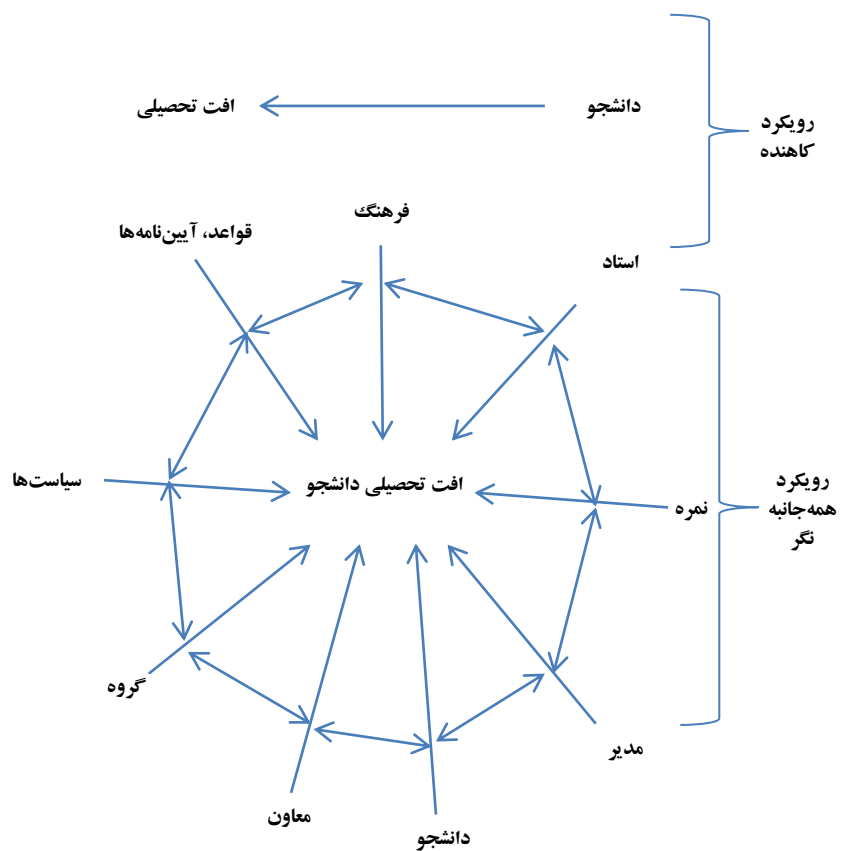 رویکرد
کاهنده
دانشجو
افت تحصیلی
فرهنگ
قواعد، آیین‌نامه‌ها
استاد
افت تحصیلی دانشجو
سیاست‌ها
نمره
رویکرد
همه‌جانبه
نگر
گروه
مدیر
معاون
دانشجو